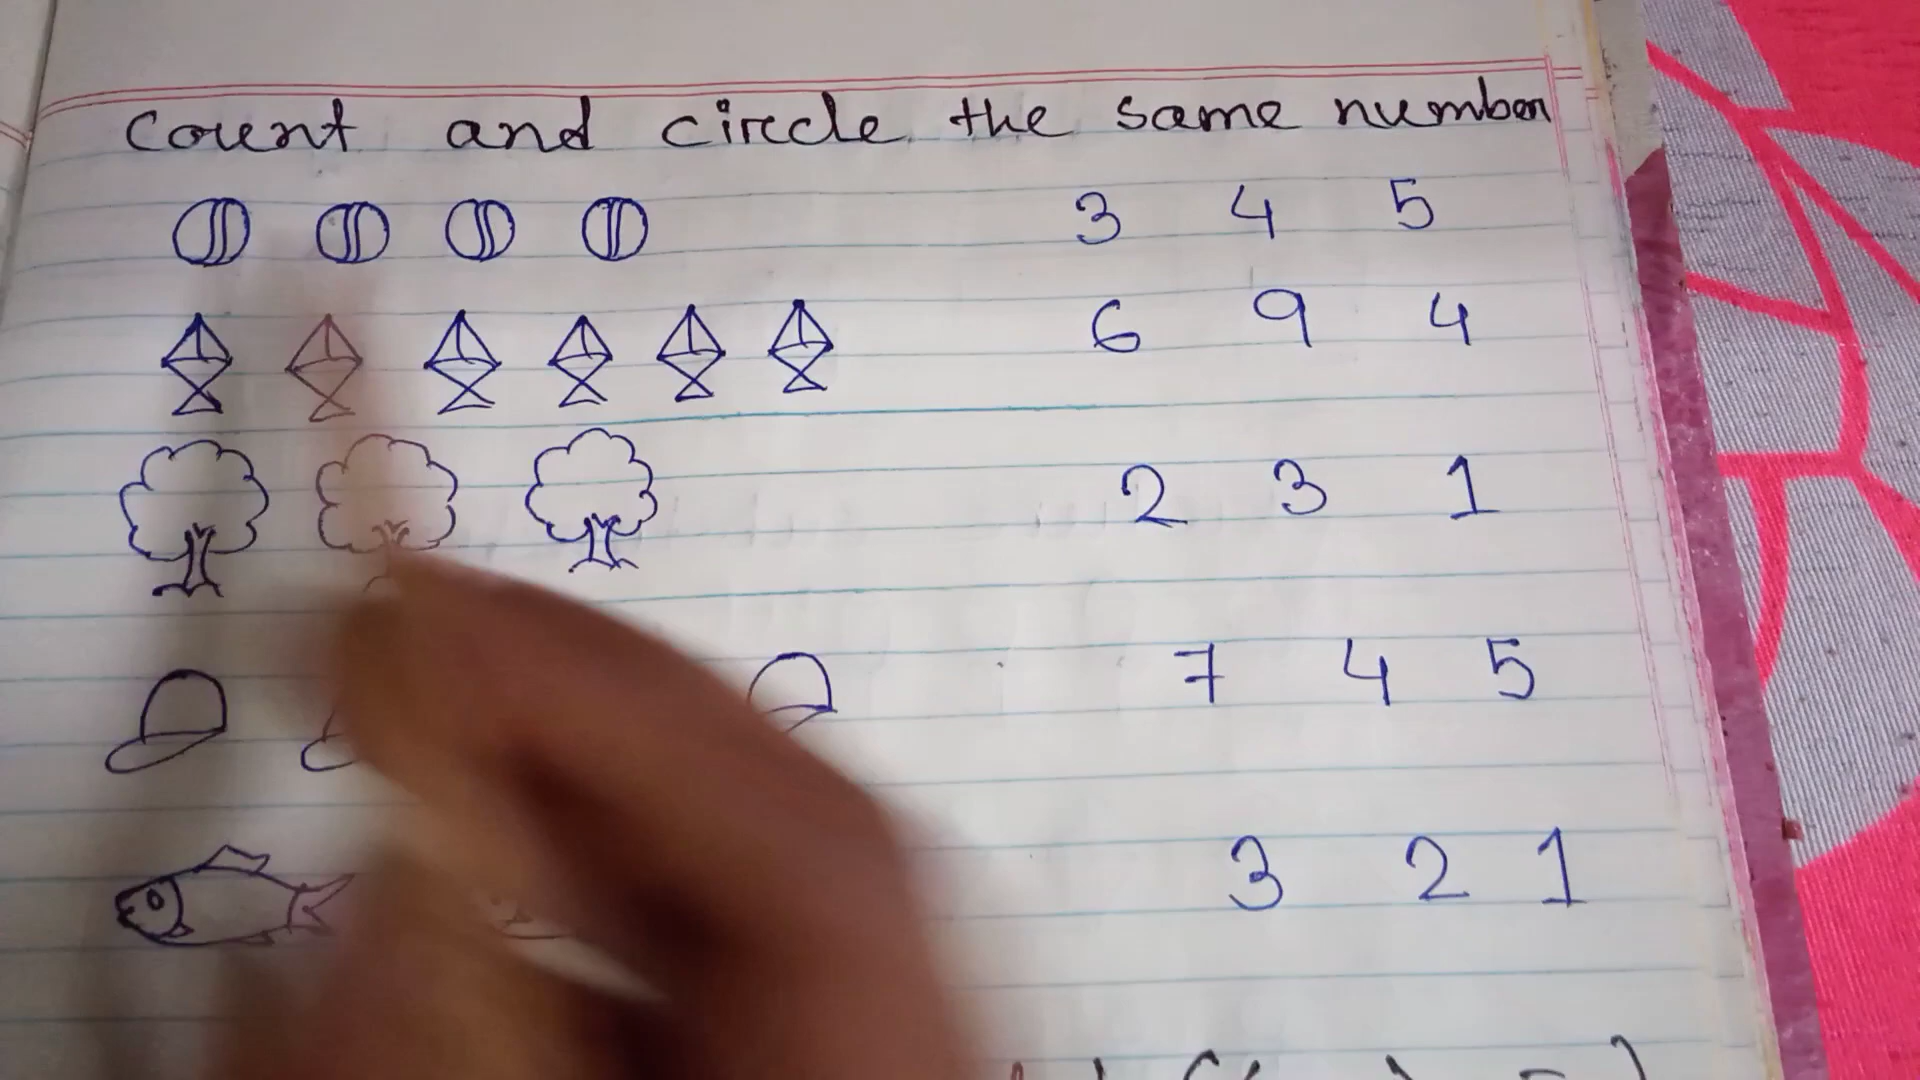 Count and circle the same number
3 4 5
6 9 4
2 3 1
7 4 5
3 2 1